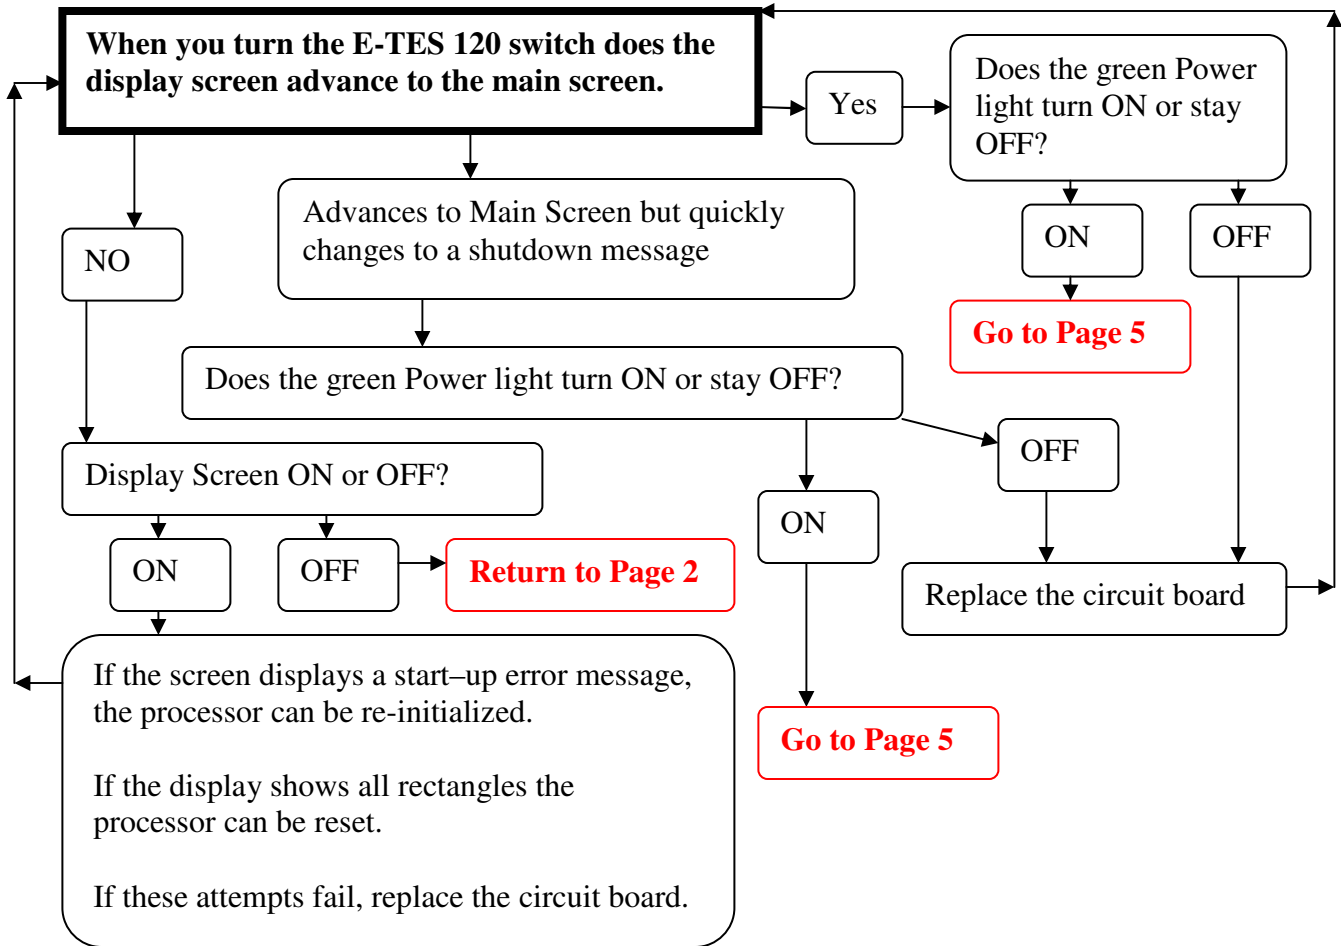 When you turn the E-TES 120 switch does the
display screen advance to the main screen.
Yes
Does the green Power
light turn ON or stay
OFF?
ON
OFF
Go to Page 5
NO
Advances to Main Screen but quickly
changes to a shutdown message
Does the green Power light turn ON or stay OFF?
ON
OFF
Go to Page 5
Replace the circuit board
Display Screen ON or OFF?
ON
OFF
Return to Page 2
If the screen displays a start–up error message,
the processor can be re-initialized.
If the display shows all rectangles the
processor can be reset.
If these attempts fail, replace the circuit board.